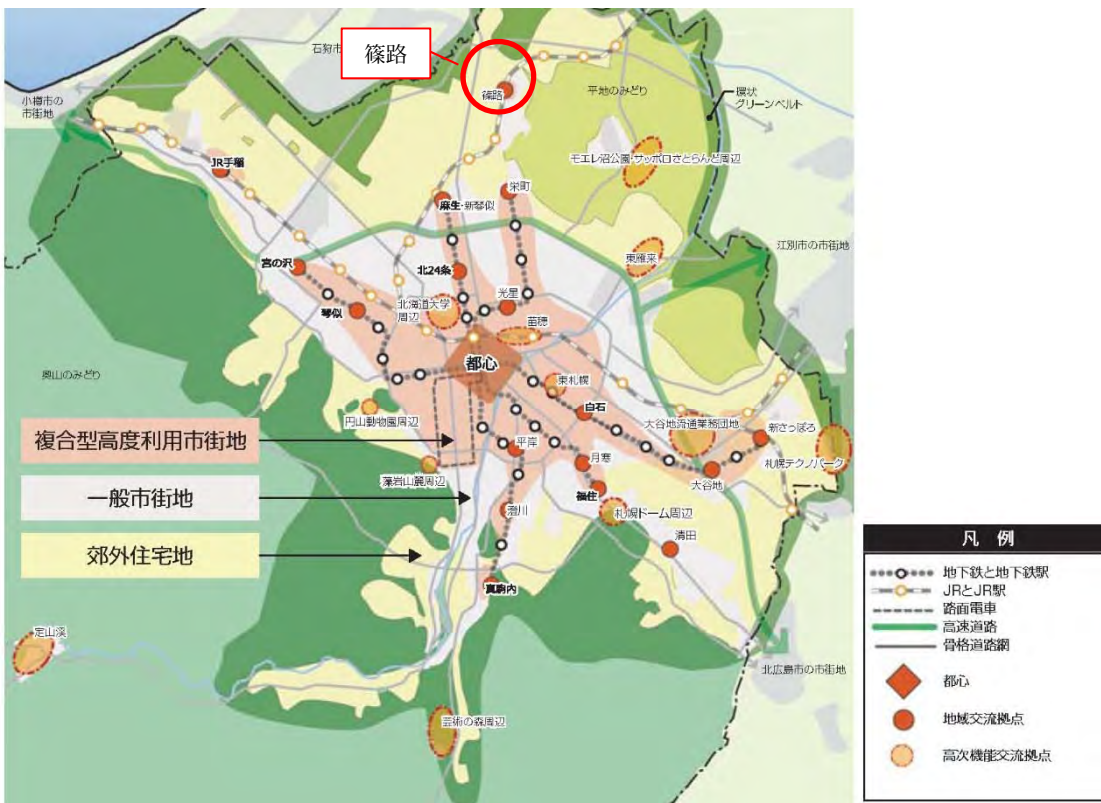 篠路
石狩市
小樽市の
市街地
篠路
平地のみどり
環状
グリーンベルト
モエレ沼公園・サッポロさとらんど周辺
JR手稲
麻生・新琴似
栄町
江別市の市街地
宮の沢
北24条
東雁来
北海道大学
周辺
光星
琴似
苗穂
奥山のみどり
都心
東札幌
白石
円山動物園周辺
大谷地流通業務団地
新さっぽろ
複合型高度利用市街地
平岸
月寒
札幌テクノパーク
藻岩山麓周辺
大谷地
福住
一般市街地
澄川
札幌ドーム周辺
清田
郊外住宅地
真駒内
定山渓
北広島市の市街地
芸術の森周辺
凡 例
地下鉄と地下鉄駅
JRとJR駅
路面電車
高速道路
骨格道路網
都心
地域交流拠点
高次機能交流拠点